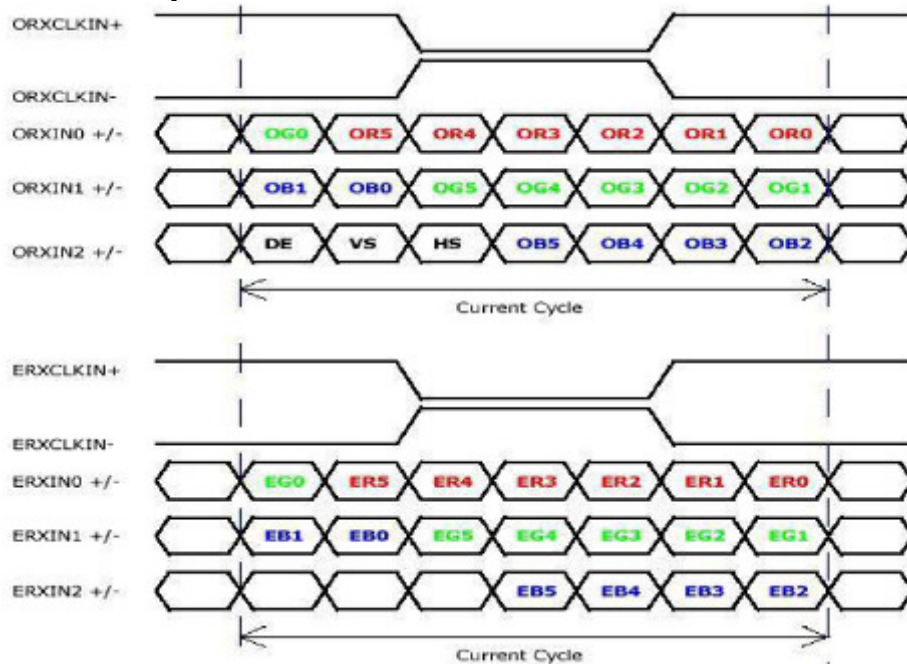 ORXCLKIN+
ORXCLKIN-
ORXIN0 +/- OG0 OR5 OR4 OR3 OR2 OR1 OR0
ORXIN1 +/- OB1 OB0 OG5 OG4 OG3 OG2 OG1
ORXIN2 +/- DE VS HS OB5 OB4 OB3 OB2
Current Cycle
ERXCLKIN+
ERXCLKIN-
ERXIN0 +/- EG0 ER5 ER4 ER3 ER2 ER1 ER0
ERXIN1 +/- EB1 EB0 EG5 EG4 EG3 EG2 EG1
ERXIN2 +/- EB5 EB4 EB3 EB2
Current Cycle